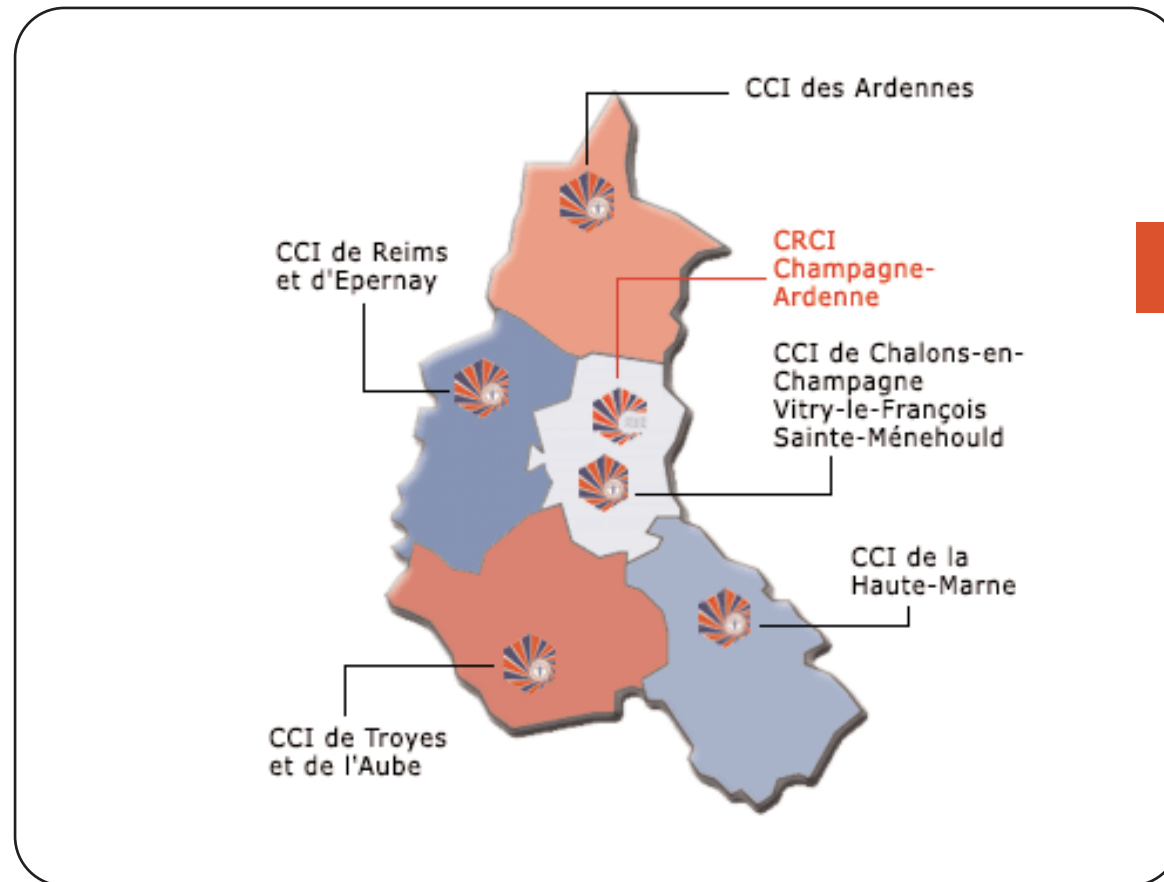 CCI des Ardennes
CCI de Reims
et d'Epernay
CRCI
Champagne-
Ardenne
CCI de Chalons-en-
Champagne
Vitry-le-François
Sainte-Ménehould
CCI de la
Haute-Marne
CCI de Troyes
et de l'Aube